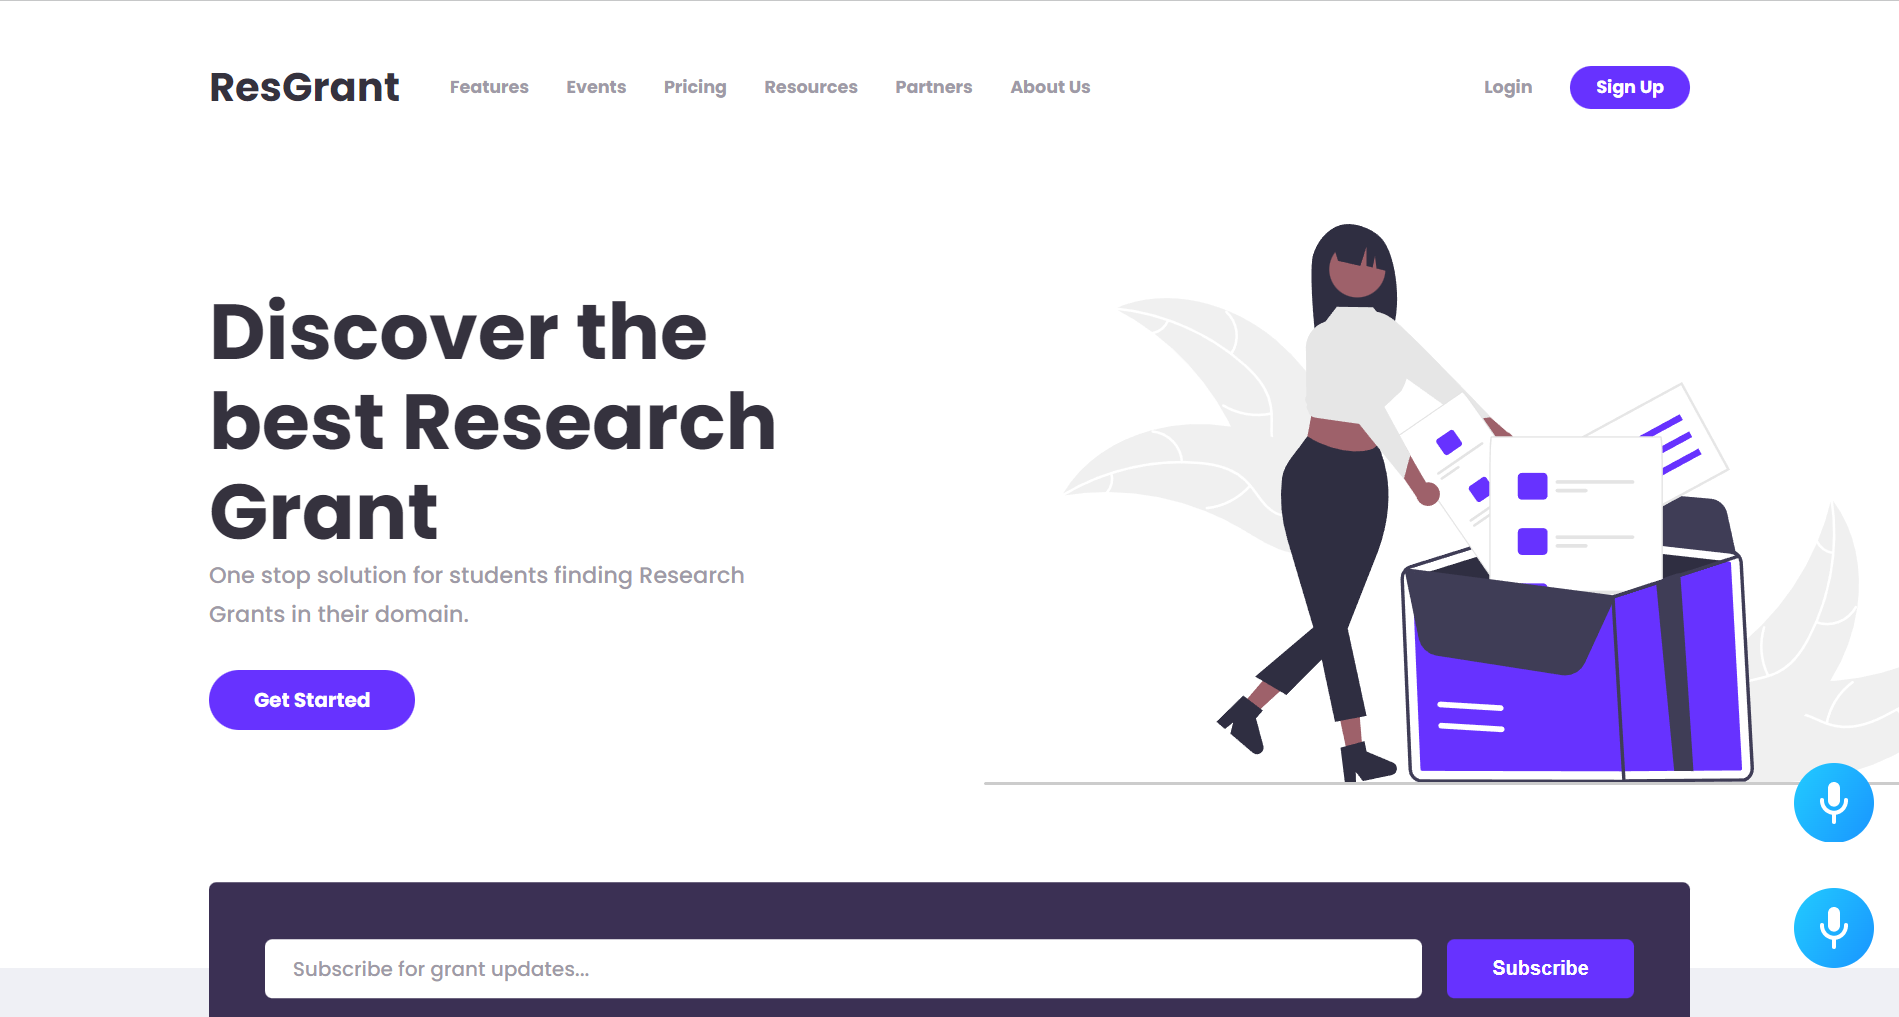 ResGrant Features Events Pricing Resources Partners About Us Login Sign Up
Discover the
best Research
Grant
One stop solution for students finding Research
Grants in their domain.
Get Started
Subscribe for grant updates... Subscribe